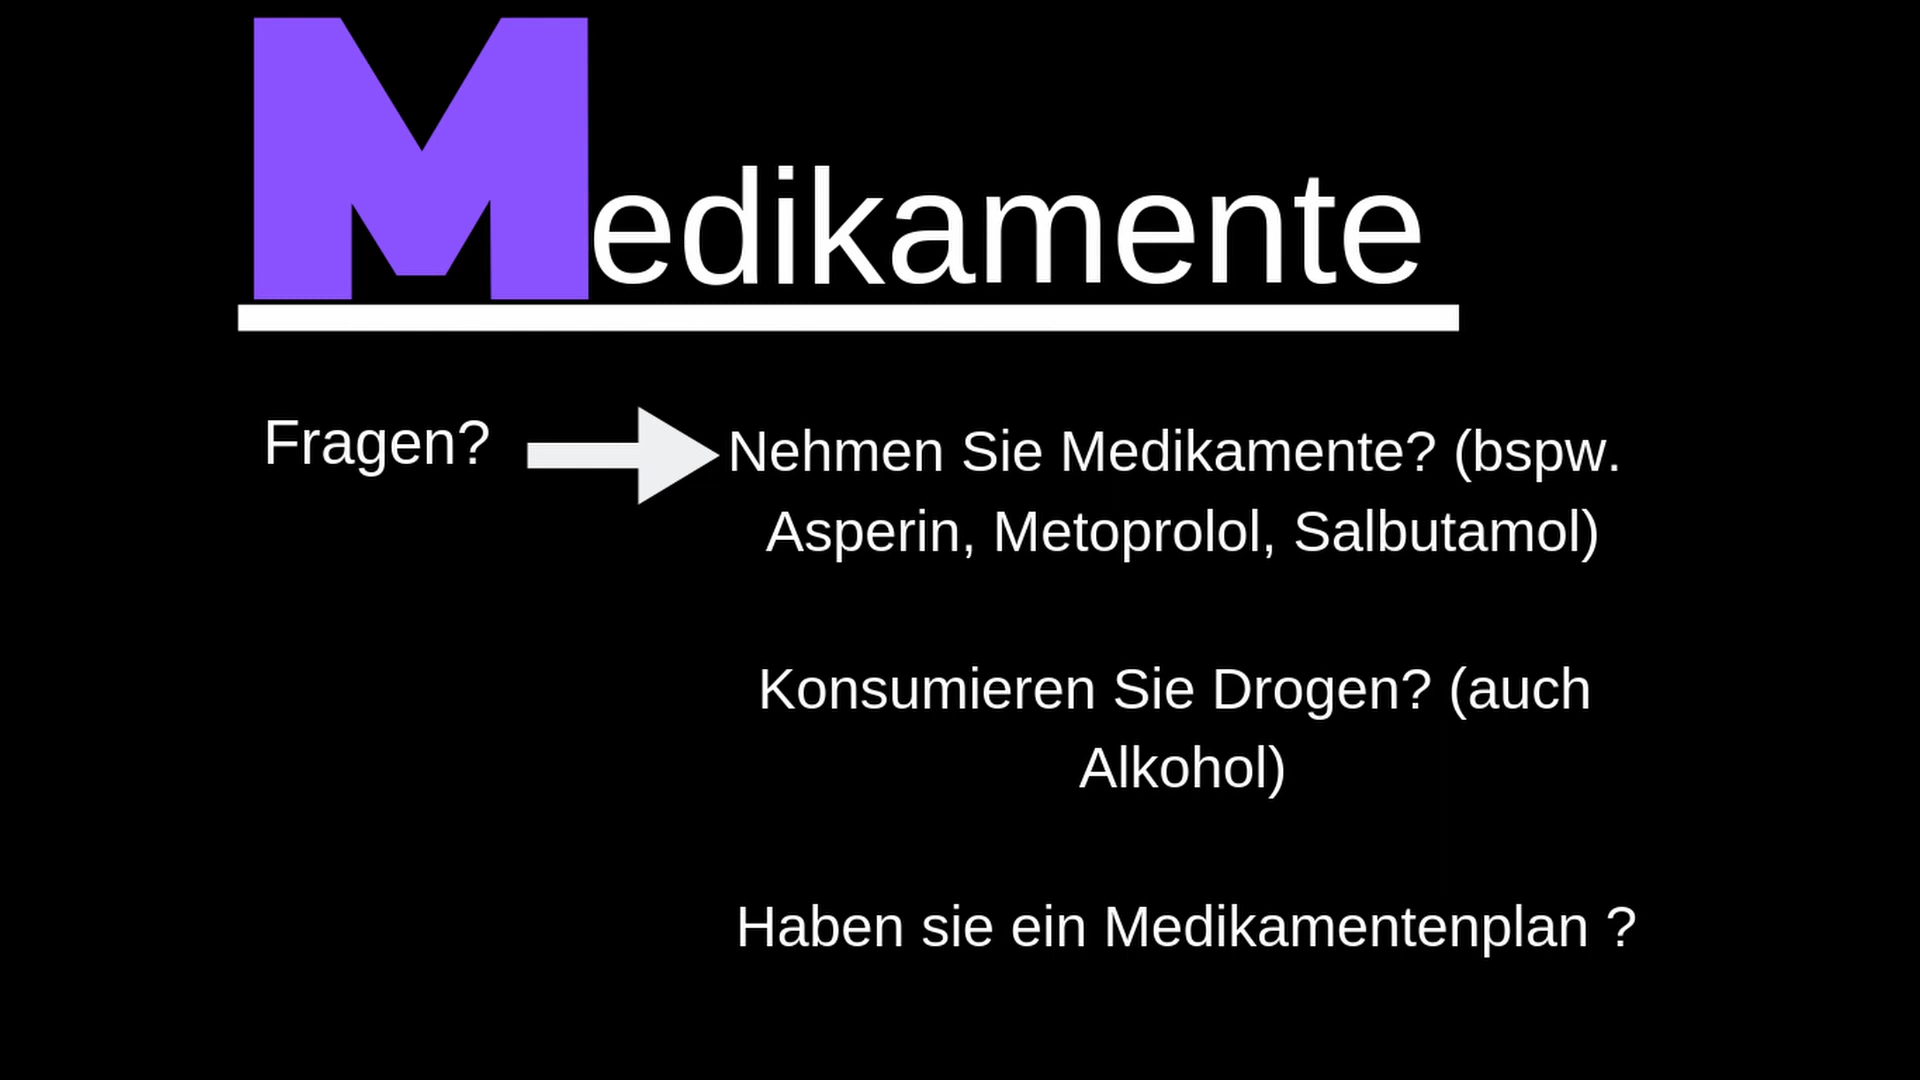 Medikamente
Fragen?
Nehmen Sie Medikamente? (bspw.
Asperin, Metoprolol, Salbutamol)
Konsumieren Sie Drogen? (auch
Alkohol)
Haben sie ein Medikamentenplan ?